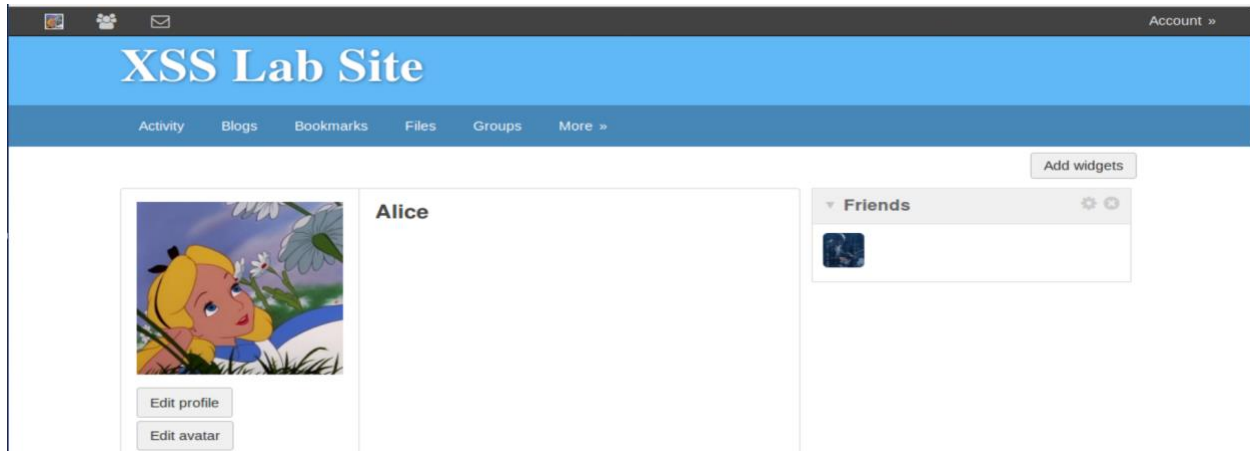 Account »
XSS Lab Site
Activity Blogs Bookmarks Files Groups More »
Add widgets
Alice
Friends
Edit profile
Edit avatar